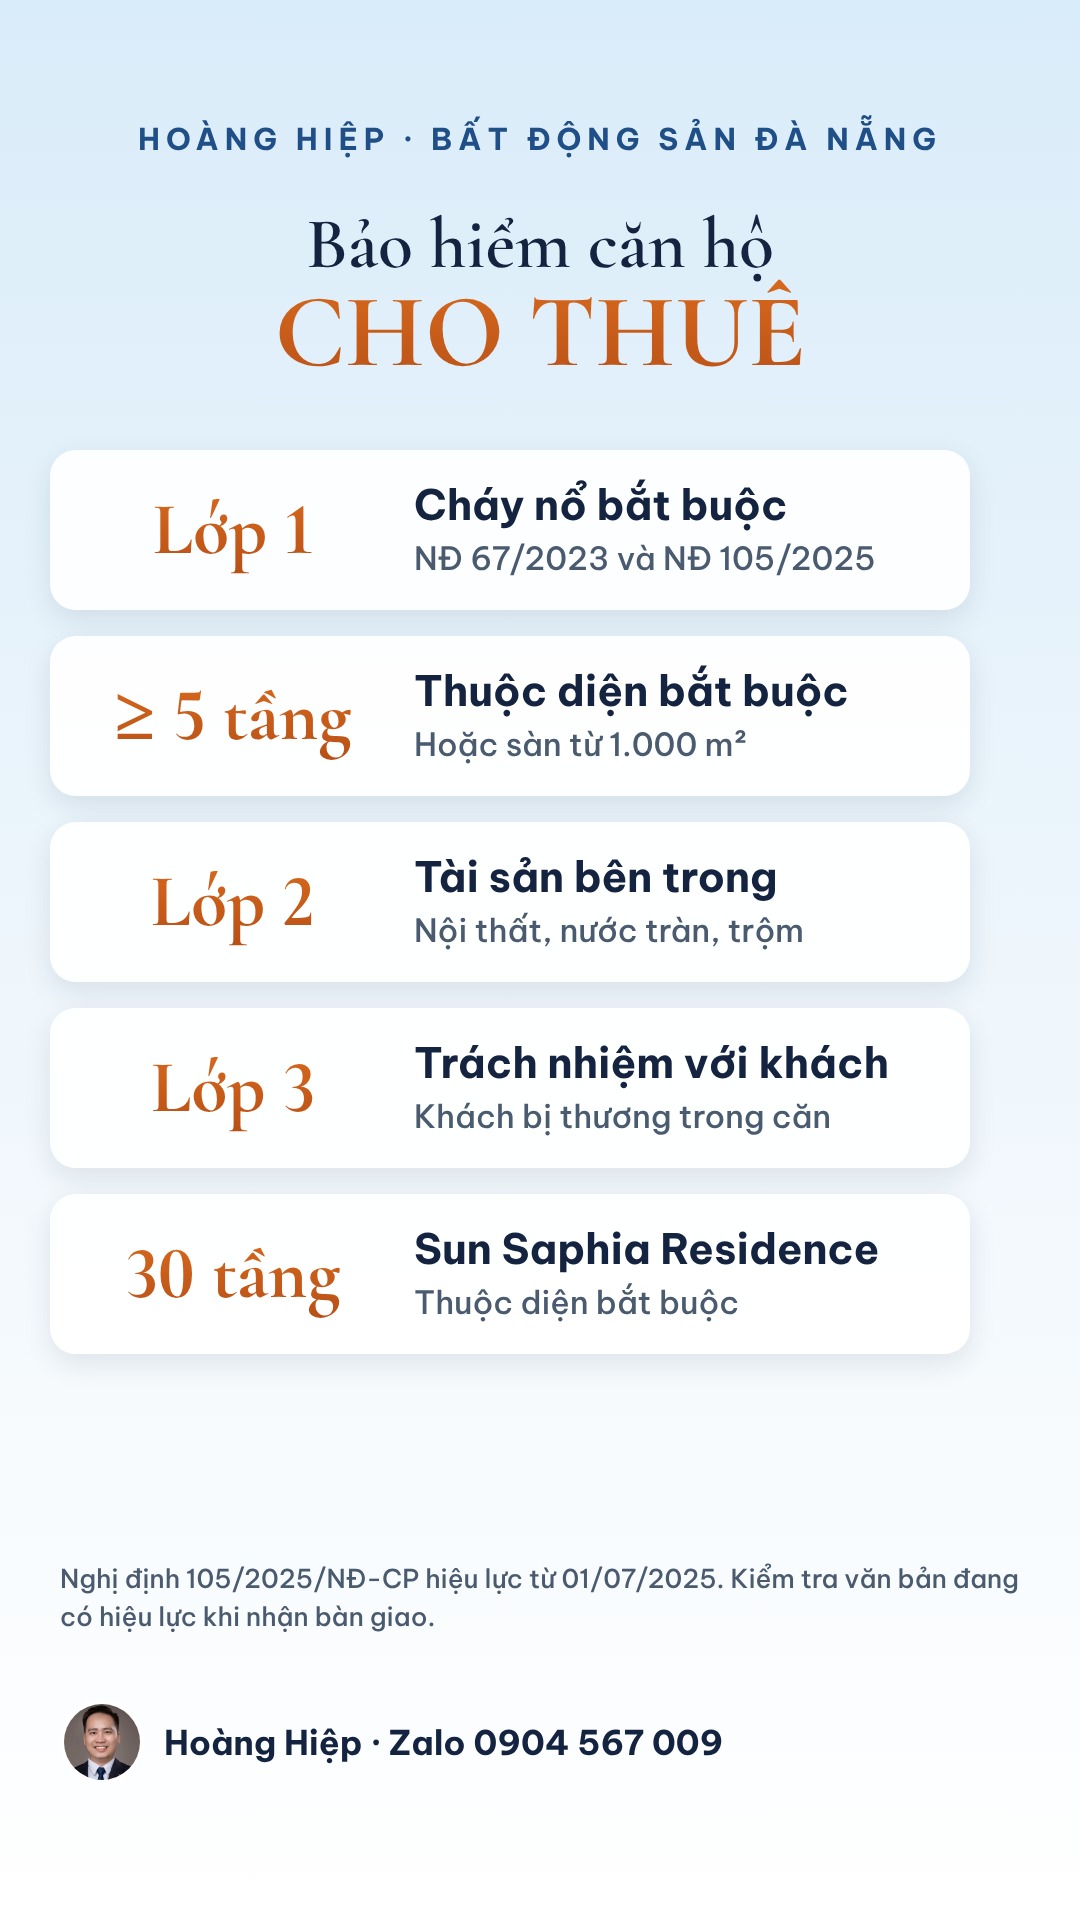 HOÀNG HIỆP · BẤT ĐỘNG SẢN ĐÀ NẴNG
Bảo hiểm căn hộ
CHO THUÊ
Lớp 1
Cháy nổ bắt buộc
NĐ 67/2023 và NĐ 105/2025
≥ 5 tầng
Thuộc diện bắt buộc
Hoặc sàn từ 1.000 m²
Lớp 2
Tài sản bên trong
Nội thất, nước tràn, trộm
Lớp 3
Trách nhiệm với khách
Khách bị thương trong căn
30 tầng
Sun Saphia Residence
Thuộc diện bắt buộc
Nghị định 105/2025/NĐ-CP hiệu lực từ 01/07/2025. Kiểm tra văn bản đang
có hiệu lực khi nhận bàn giao.
Hoàng Hiệp · Zalo 0904 567 009